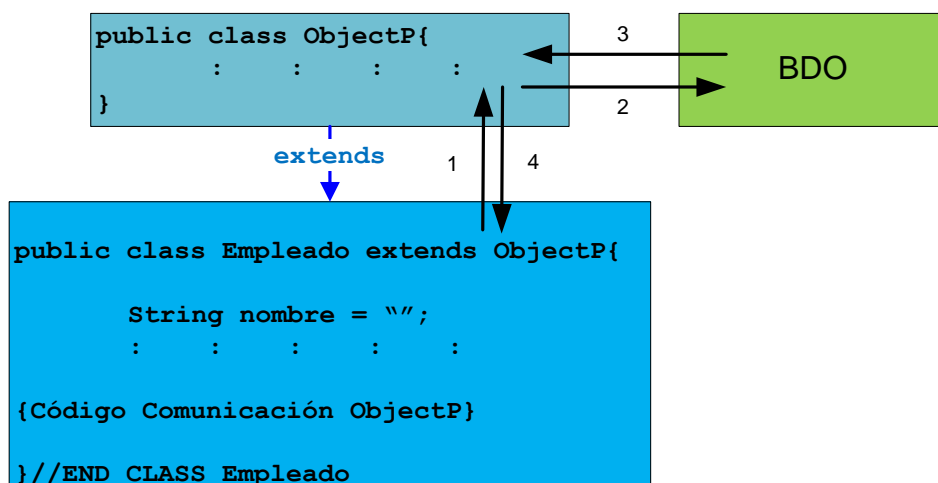 public class ObjectP{
: : : :
}
3
BDO
2
extends
1
4
public class Empleado extends ObjectP{
String nombre = “”;
: : : : :
{Código Comunicación ObjectP}
}//END CLASS Empleado